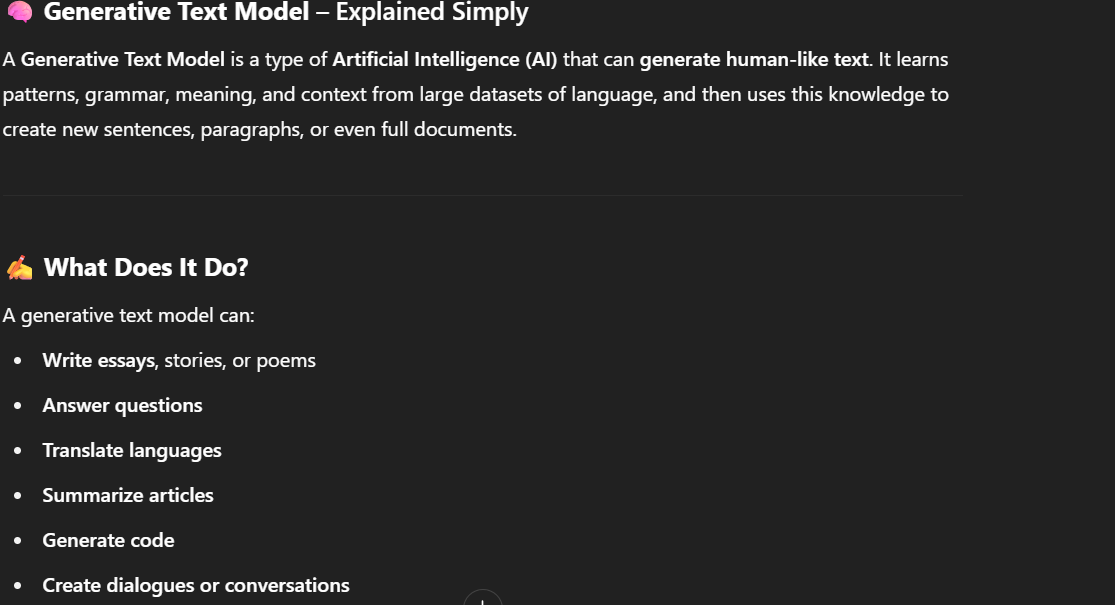 🧠 Generative Text Model – Explained Simply
A Generative Text Model is a type of Artificial Intelligence (AI) that can generate human-like text. It learns
patterns, grammar, meaning, and context from large datasets of language, and then uses this knowledge to
create new sentences, paragraphs, or even full documents.
✍️ What Does It Do?
A generative text model can:
• Write essays, stories, or poems
• Answer questions
• Translate languages
• Summarize articles
• Generate code
• Create dialogues or conversations